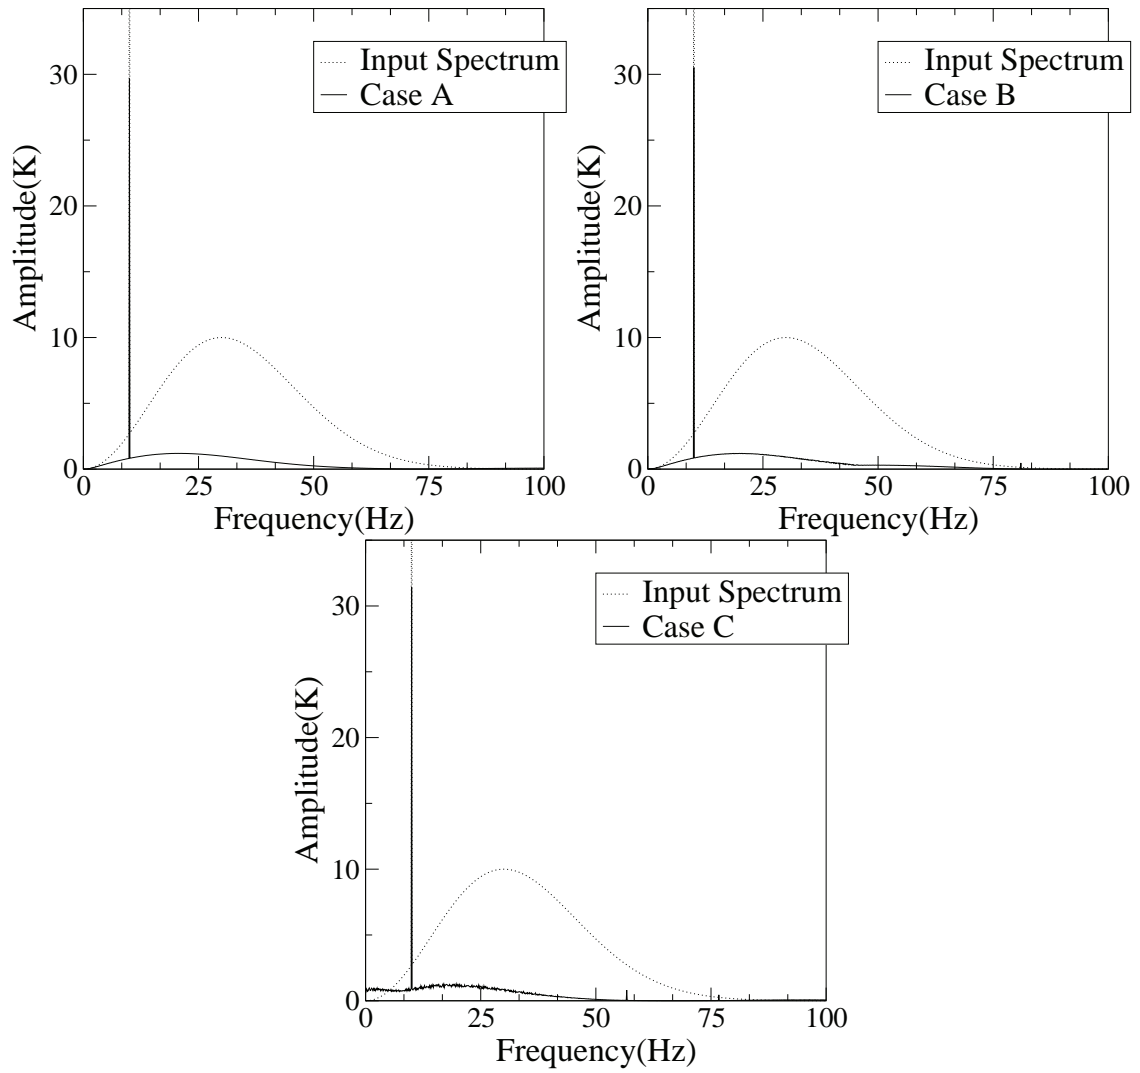 Input Spectrum
Case A
30
20
10
0
Amplitude(K)
0 25 50 75 100
Frequency(Hz)
Input Spectrum
Case B
30
20
10
0
Amplitude(K)
0 25 50 75 100
Frequency(Hz)
Input Spectrum
Case C
30
20
10
0
Amplitude(K)
0 25 50 75 100
Frequency(Hz)